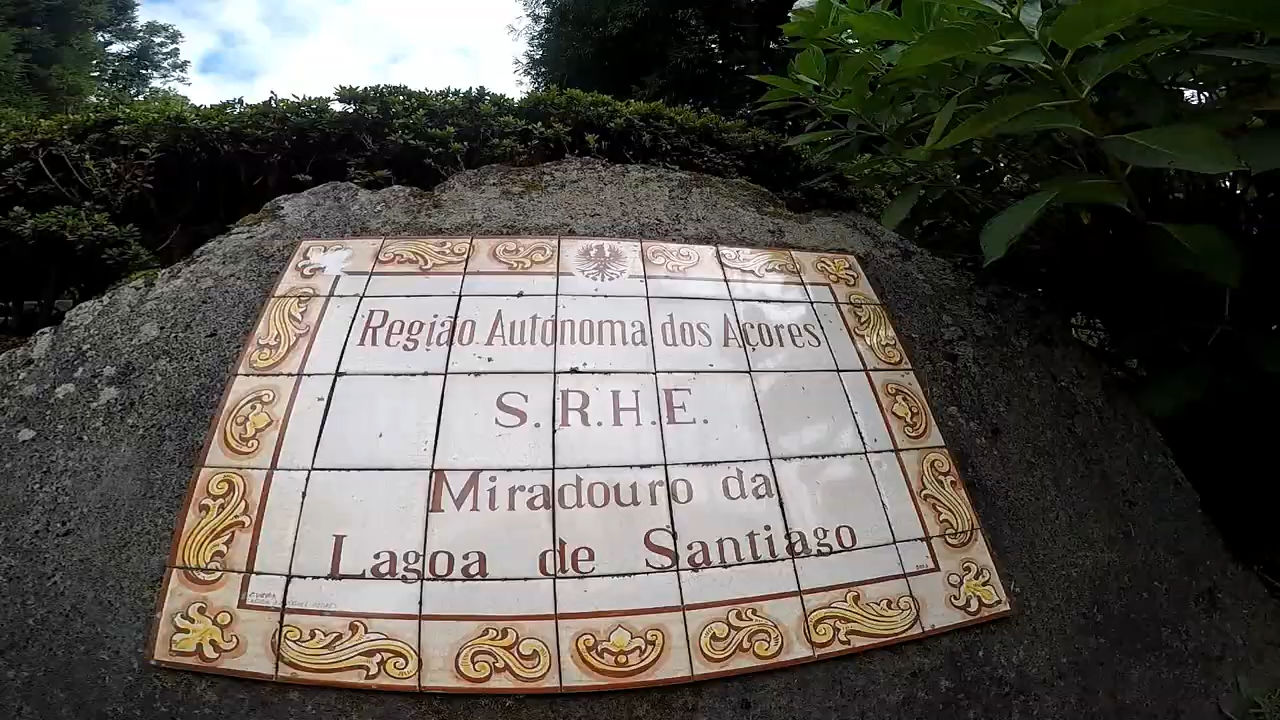 Região Autónoma dos Açores
S.R.H.E.
Miradouro da
Lagoa de Santiago